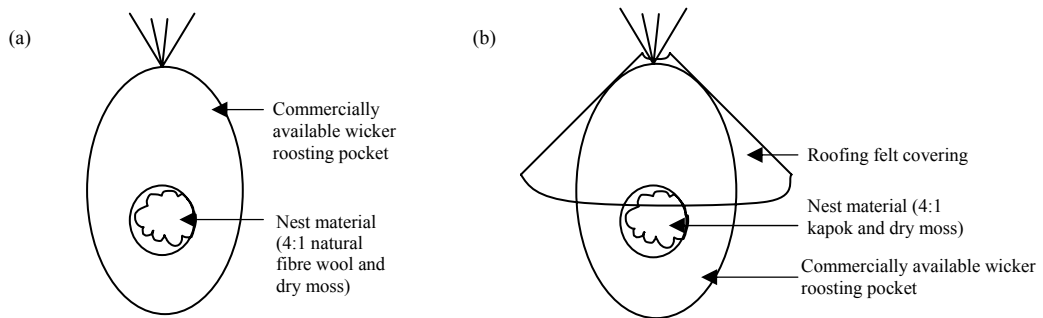 (a)
Commercially
available wicker
roosting pocket
Nest material
(4:1 natural
fibre wool and
dry moss)
(b)
Roofing felt covering
Nest material (4:1
kapok and dry moss)
Commercially available wicker
roosting pocket